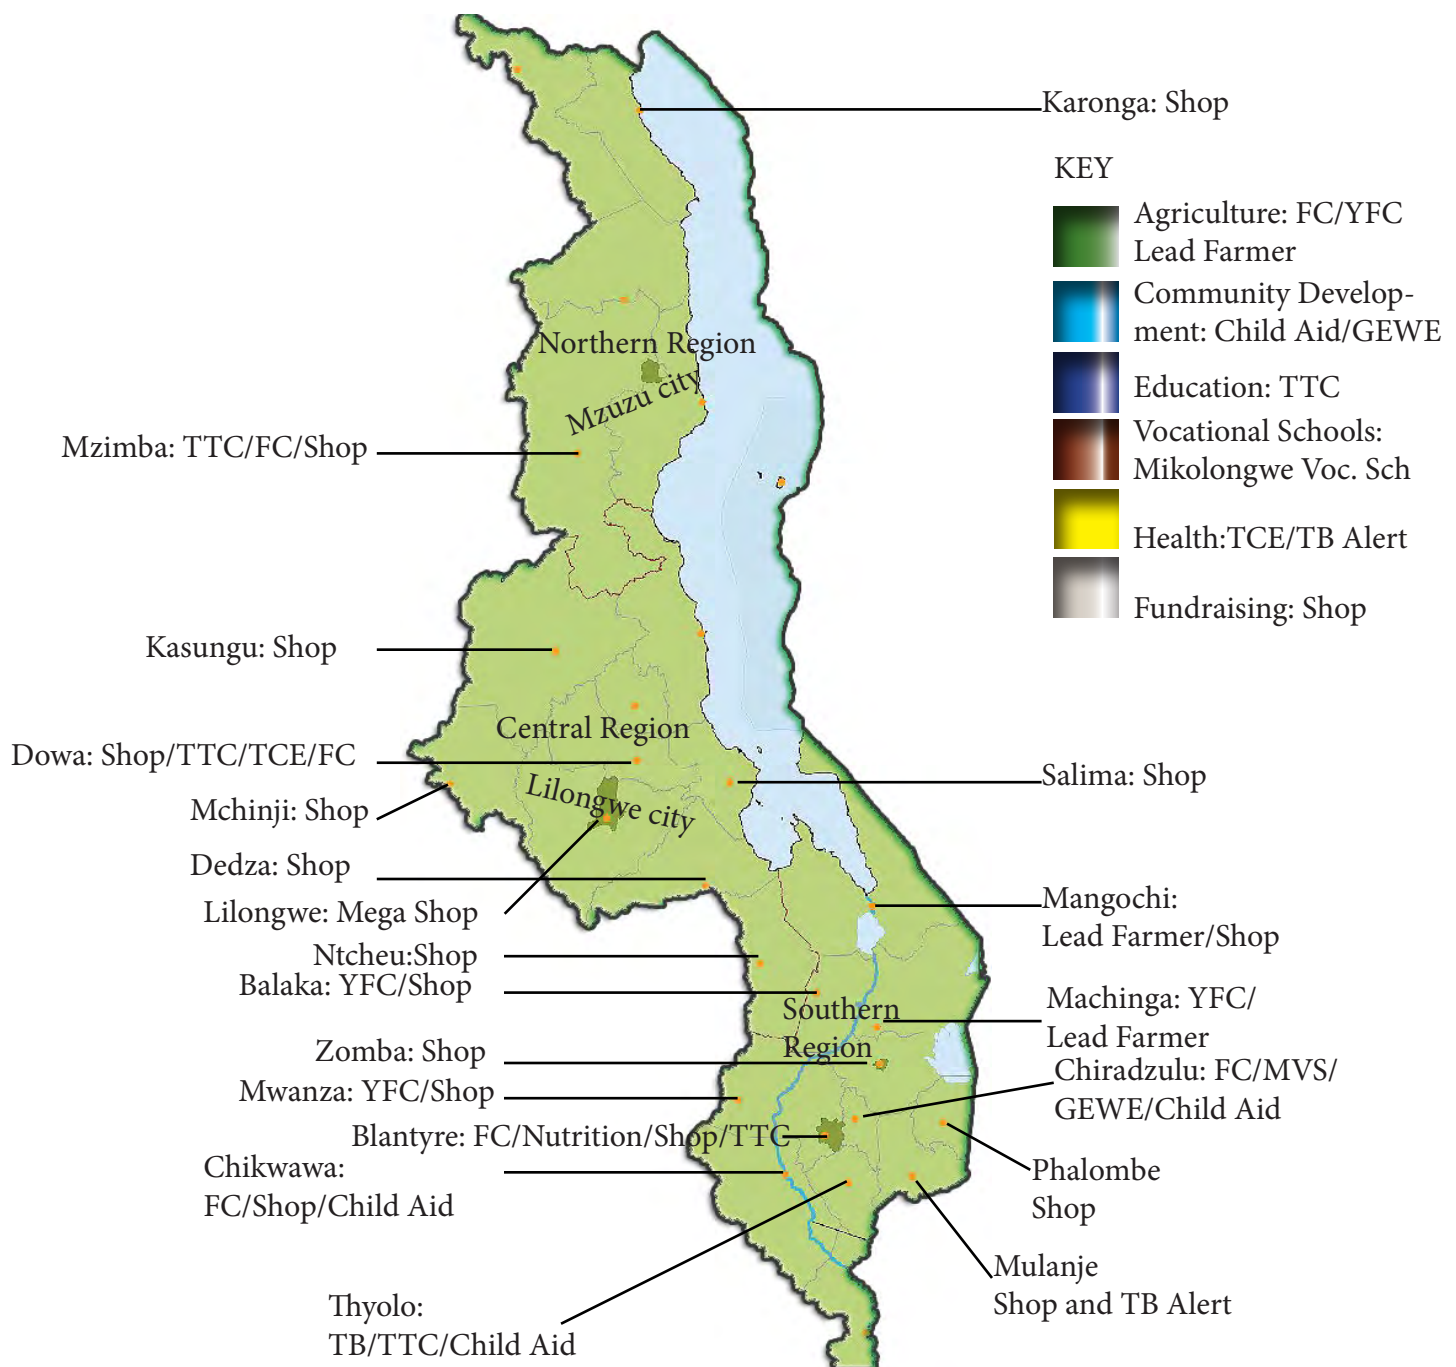 Karonga: Shop
KEY
Agriculture: FC/YFC
Lead Farmer
Community Develop-
ment: Child Aid/GEWE
Education: TTC
Vocational Schools:
Mikolongwe Voc. Sch
Health:TCE/TB Alert
Fundraising: Shop
Northern Region
Mzuzu city
Mzimba: TTC/FC/Shop
Kasungu: Shop
Central Region
Dowa: Shop/TTC/TCE/FC
Salima: Shop
Lilongwe city
Mchinji: Shop
Dedza: Shop
Lilongwe: Mega Shop
Mangochi:
Lead Farmer/Shop
Ntcheu:Shop
Balaka: YFC/Shop
Southern
Region
Machinga: YFC/
Lead Farmer
Zomba: Shop
Chiradzulu: FC/MVS/
GEWE/Child Aid
Mwanza: YFC/Shop
Blantyre: FC/Nutrition/Shop/TTC
Chikwawa:
FC/Shop/Child Aid
Phalombe
Shop
Mulanje
Shop and TB Alert
Thyolo:
TB/TTC/Child Aid